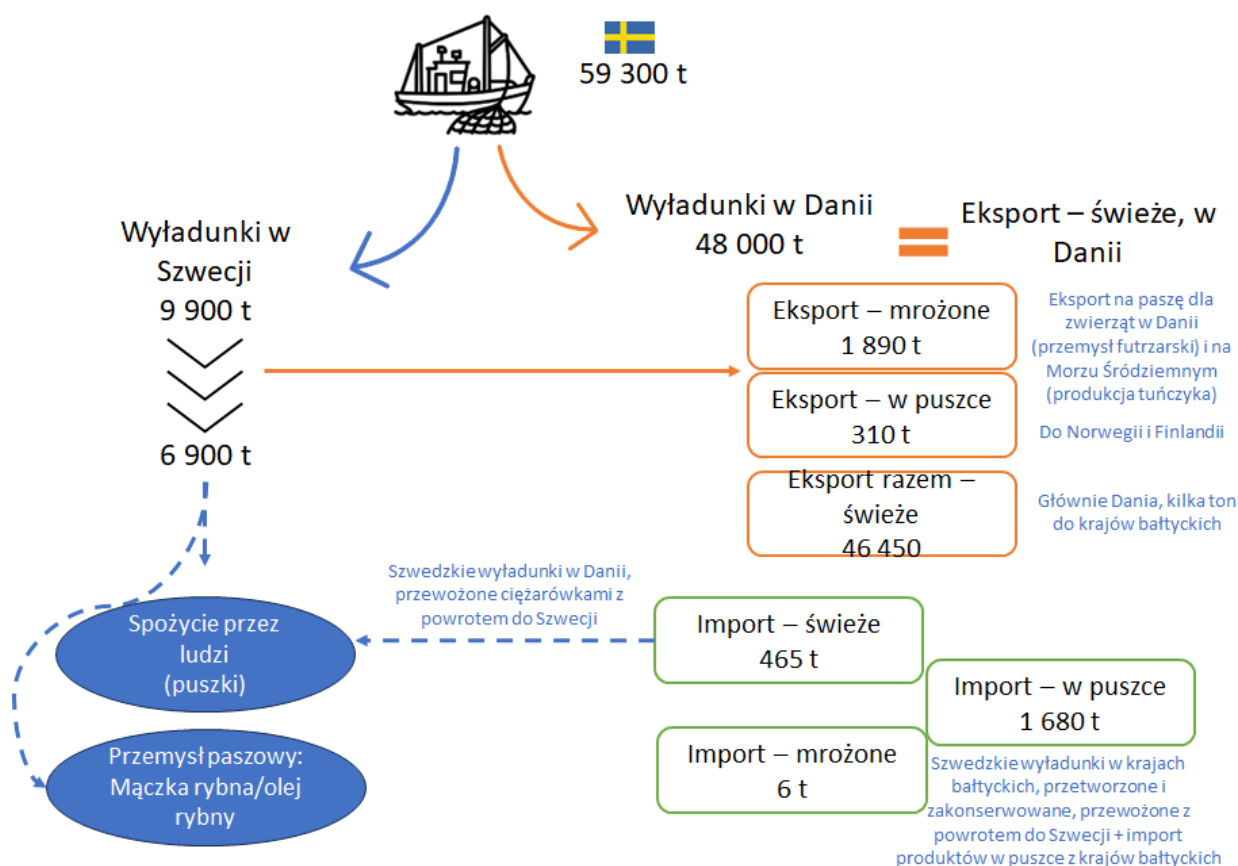 59 300 t
Wyładunki w
Szwecji
9 900 t
6 900 t
Wyładunki w Danii
48 000 t
Eksport – świeże, w
Danii
Eksport – mrożone
1 890 t
Eksport na paszę dla
zwierząt w Danii
(przemysł futrzarski) i na
Morzu Śródziemnym
(produkcja tuńczyka)
Eksport – w puszce
310 t
Do Norwegii i Finlandii
Eksport razem –
świeże
46 450
Głównie Dania, kilka ton
do krajów bałtyckich
Szwedzkie wyładunki w Danii,
przewożone ciężarówkami z
powrotem do Szwecji
Spożycie przez
ludzi
(puszki)
Przemysł paszowy:
Mączka rybna/olej
rybny
Import – świeże
465 t
Import – w puszce
1 680 t
Import – mrożone
6 t
Szwedzkie wyładunki w krajach
bałtyckich, przetworzone i
zakonserwowane, przewożone z
powrotem do Szwecji + import
produktów w puszce z krajów bałtyckich